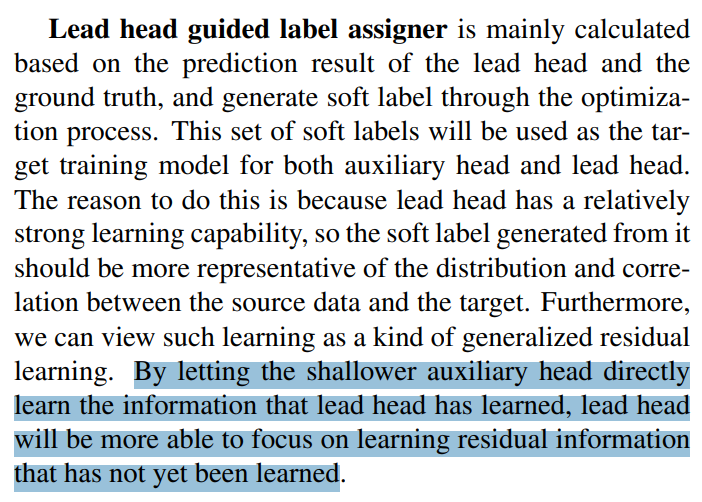 Lead head guided label assigner is mainly calculated
based on the prediction result of the lead head and the
ground truth, and generate soft label through the optimiza-
tion process. This set of soft labels will be used as the tar-
get training model for both auxiliary head and lead head.
The reason to do this is because lead head has a relatively
strong learning capability, so the soft label generated from it
should be more representative of the distribution and corre-
lation between the source data and the target. Furthermore,
we can view such learning as a kind of generalized residual
learning. By letting the shallower auxiliary head directly
learn the information that lead head has learned, lead head
will be more able to focus on learning residual information
that has not yet been learned.